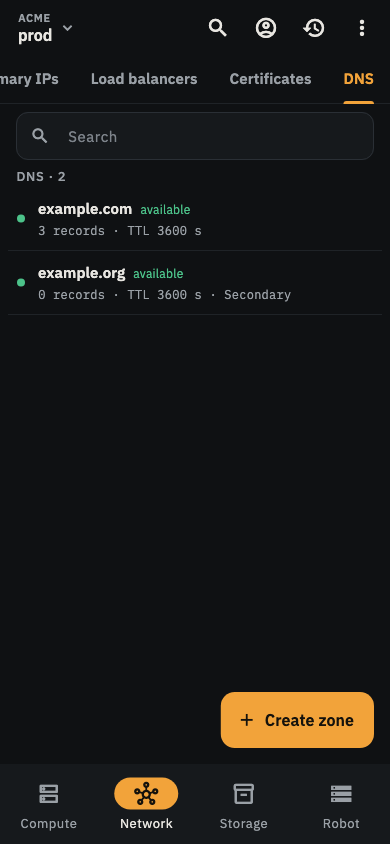 ACME
prod
mary IPs Load balancers Certificates DNS
Search
DNS · 2
example.com available
3 records · TTL 3600 s
example.org available
0 records · TTL 3600 s · Secondary
+ Create zone
Compute Network Storage Robot